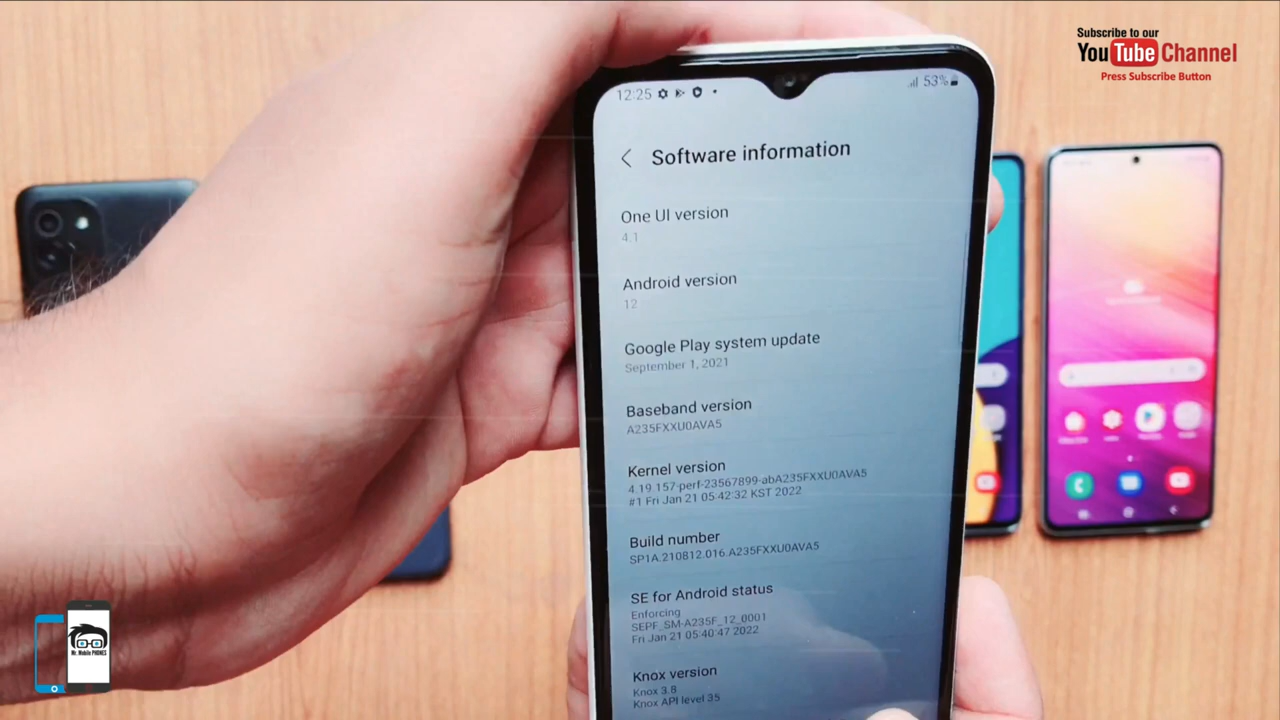 Subscribe to our
YouTube Channel
Press Subscribe Button
12:25
53%
Software information
One UI version
4.1
Android version
12
Google Play system update
September 1, 2021
Baseband version
A235FXXU0AVA5
Kernel version
4.19.157-perf-23567899-abA235FXXU0AVA5
#1 Fri Jan 21 05:42:32 KST 2022
Build number
SP1A.210812.016.A235FXXU0AVA5
SE for Android status
Enforcing
SEPF_SM-A235F_12_0001
Fri Jan 21 05:40:47 2022
Knox version
Knox 3.8
Knox API level 35
Mr. Mobile PHONES